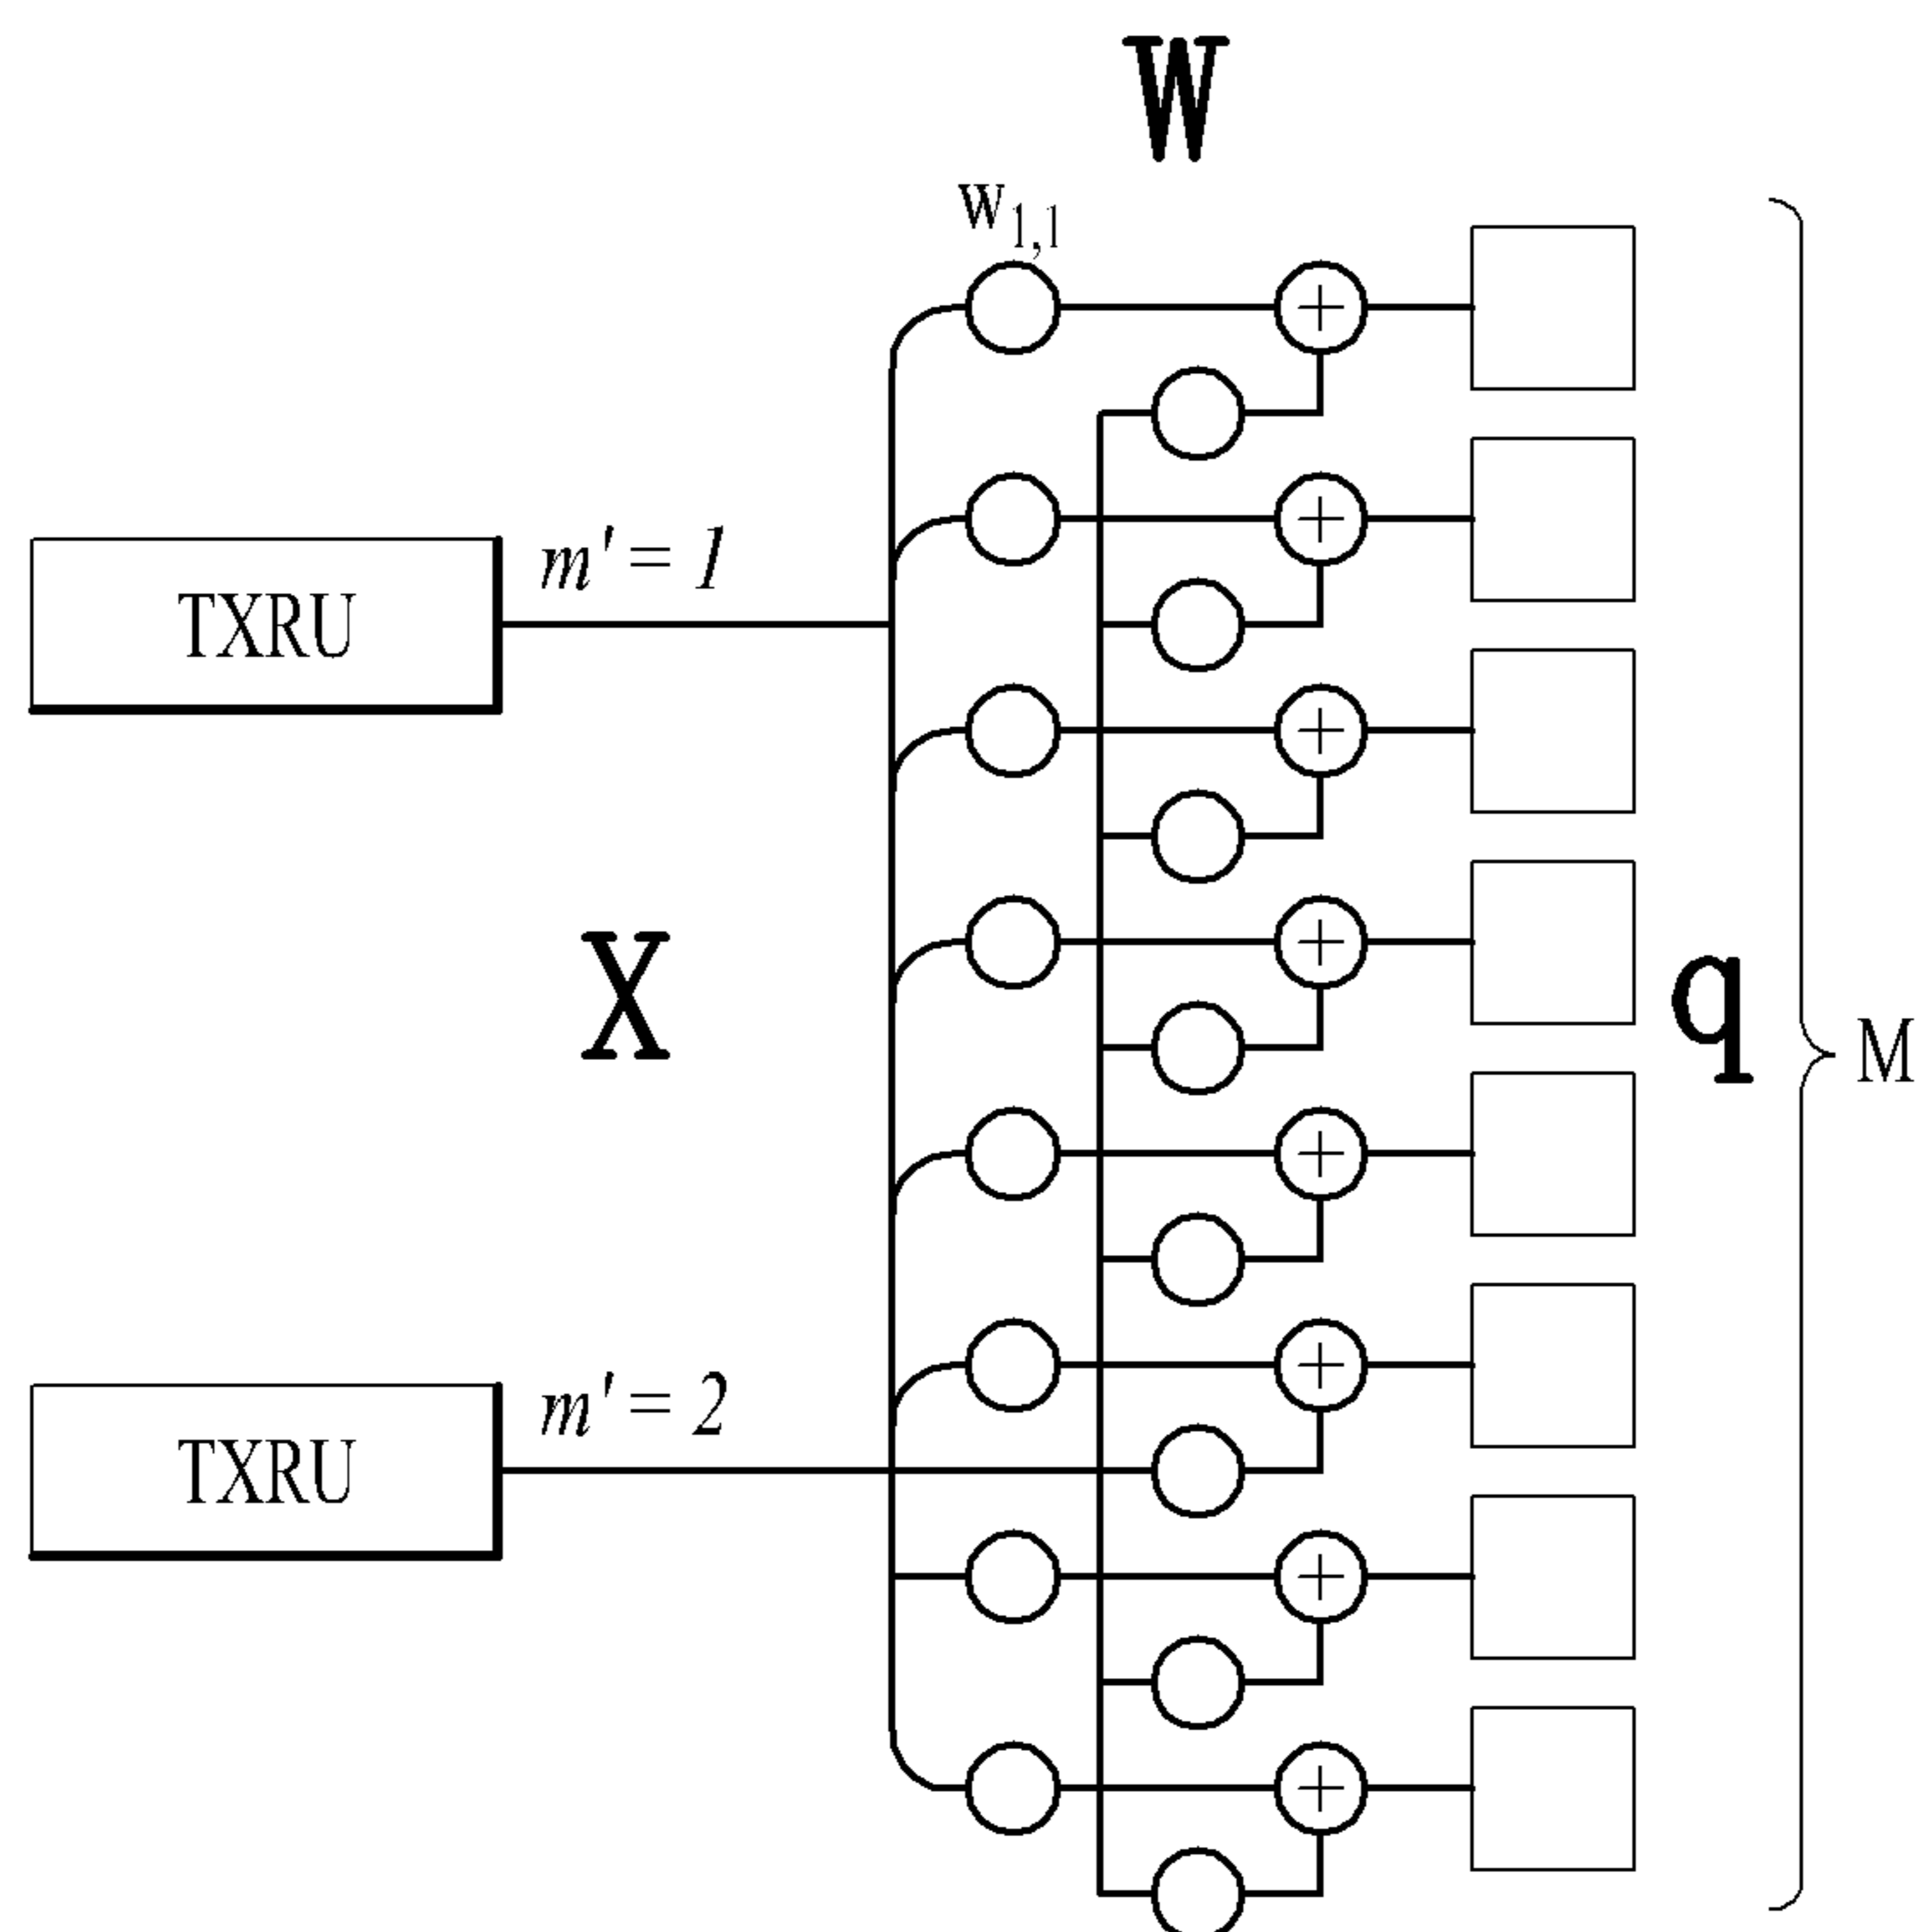 W
w1,1
m' = 1
TXRU
X
q
M
m' = 2
TXRU